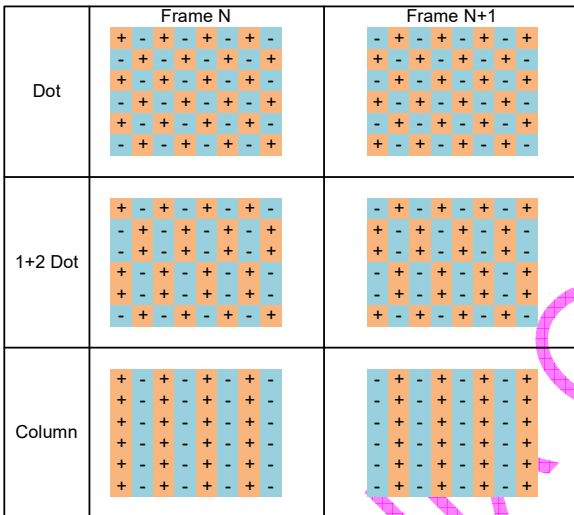 Frame N Frame N+1
Dot
+ - + - + - + - - + - + - + - +
- + - + - + - + + - + - + - + -
+ - + - + - + - - + - + - + - +
- + - + - + - + + - + - + - + -
+ - + - + - + - - + - + - + - +
- + - + - + - + + - + - + - + -
1+2 Dot
+ - + - + - + - - + - + - + - +
- + - + - + - + + - + - + - + -
- + - + - + - + + - + - + - + -
+ - + - + - + - - + - + - + - +
+ - + - + - + - - + - + - + - +
- + - + - + - + + - + - + - + -
Column
+ - + - + - + - - + - + - + - +
+ - + - + - + - - + - + - + - +
+ - + - + - + - - + - + - + - +
+ - + - + - + - - + - + - + - +
+ - + - + - + - - + - + - + - +
+ - + - + - + - - + - + - + - +